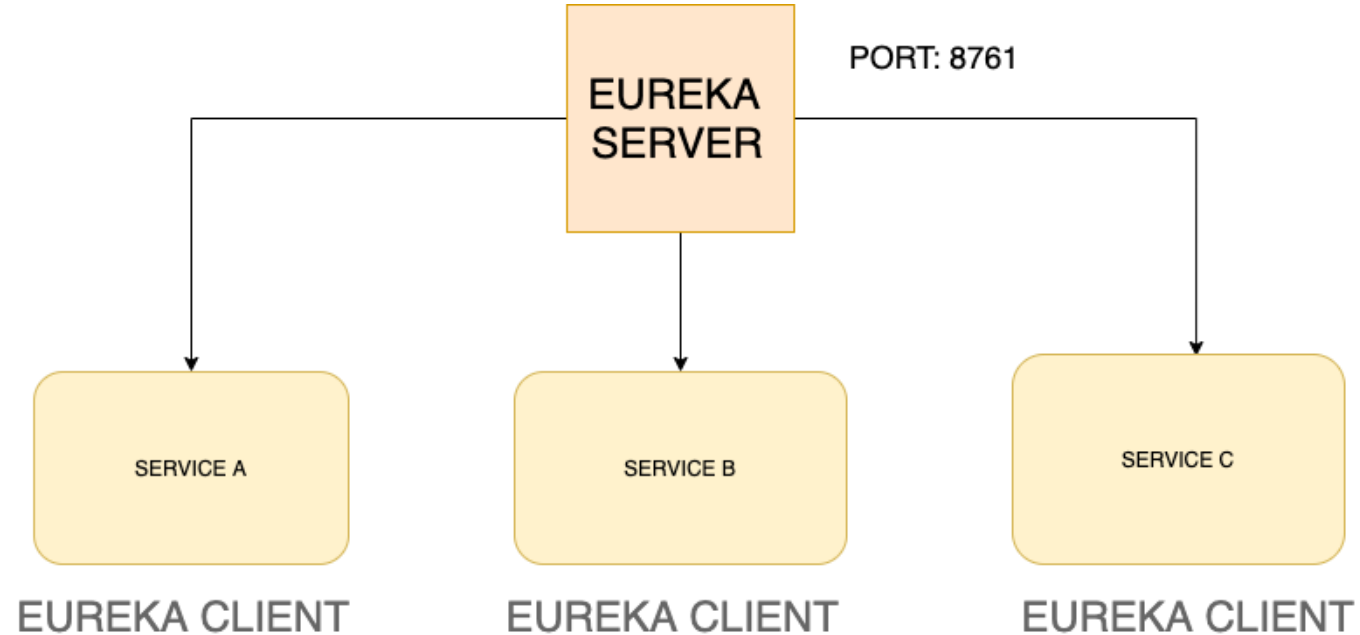 PORT: 8761
EUREKA
SERVER
SERVICE A
SERVICE B
SERVICE C
EUREKA CLIENT
EUREKA CLIENT
EUREKA CLIENT